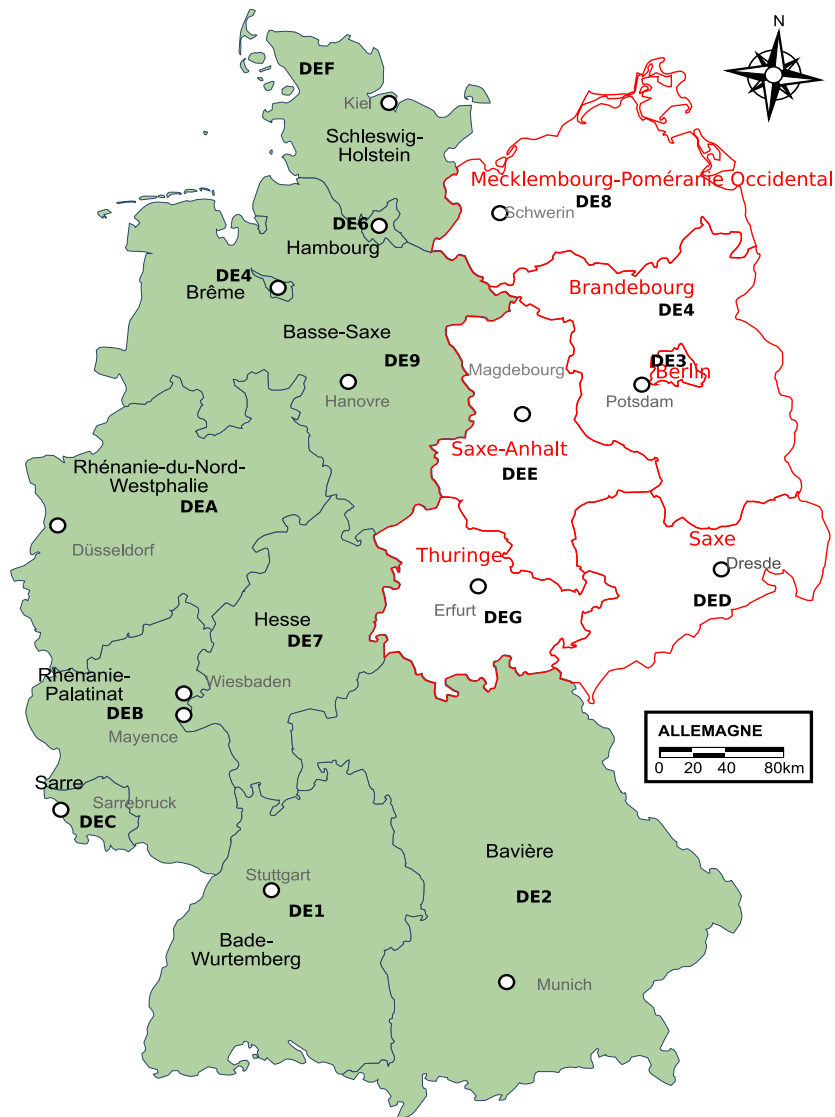 N
DEF
Kiel
Schleswig-
Holstein
Mecklembourg-Poméranie Occidental
DE8
Schwerin
DE6
Hambourg
DE4
Brême
Brandebourg
DE4
Basse-Saxe
DE9
Hanovre
Magdebourg
DE3
Berlin
Potsdam
Saxe-Anhalt
DEE
Rhénanie-du-Nord-
Westphalie
DEA
Düsseldorf
Thuringe
Erfurt
DEG
Saxe
Dresde
DED
Hesse
DE7
Rhénanie-
Palatinat
DEB
Wiesbaden
Mayence
ALLEMAGNE
0 20 40 80km
Sarre
Sarrebruck
DEC
Stuttgart
DE1
Bade-
Wurtemberg
Bavière
DE2
Munich